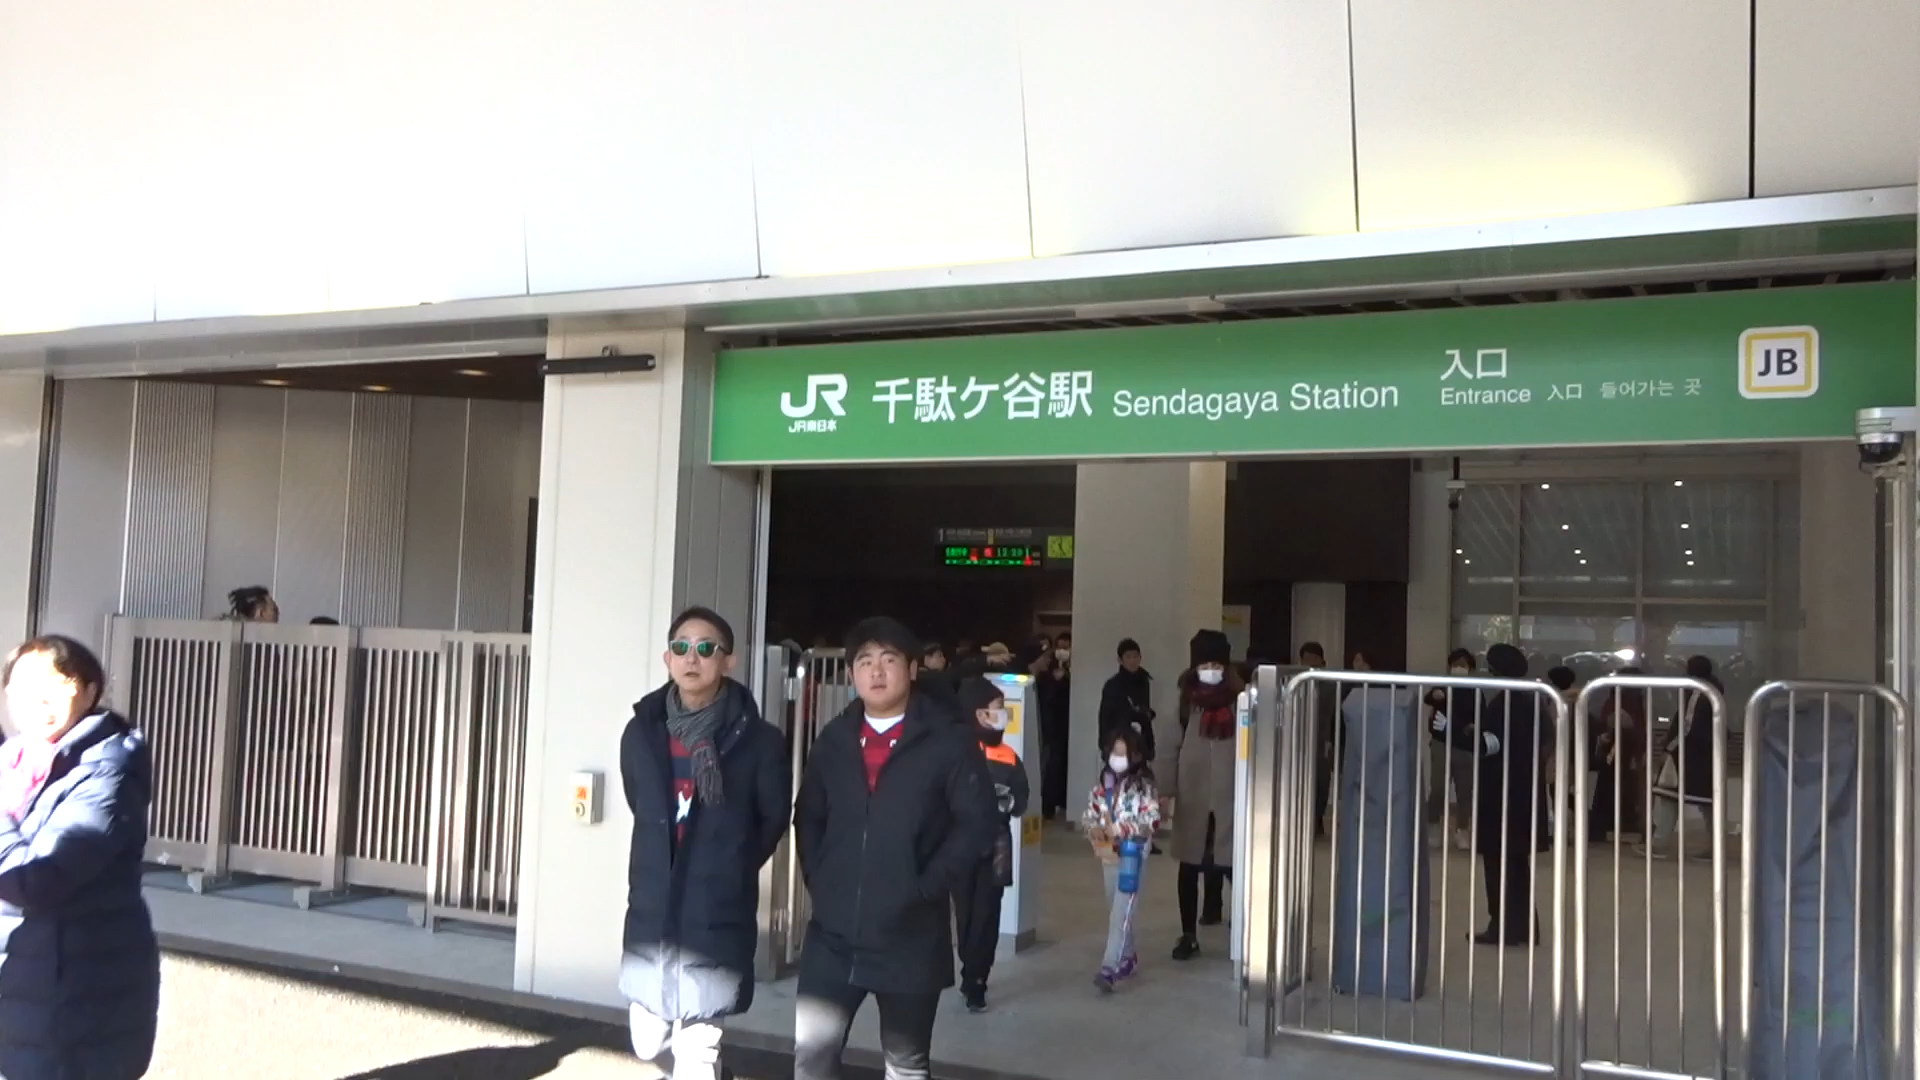 JR 千駄ケ谷駅 Sendagaya Station
JR東日本
入口
Entrance 入口 들어가는 곳
JB